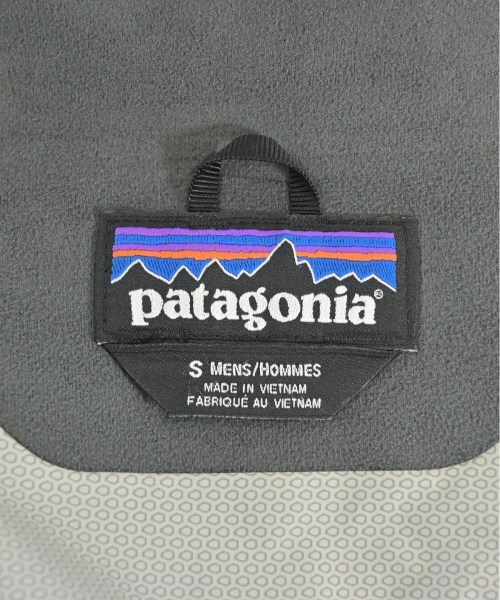 patagonia®
S MENS/HOMMES
MADE IN VIETNAM
FABRIQUÉ AU VIETNAM